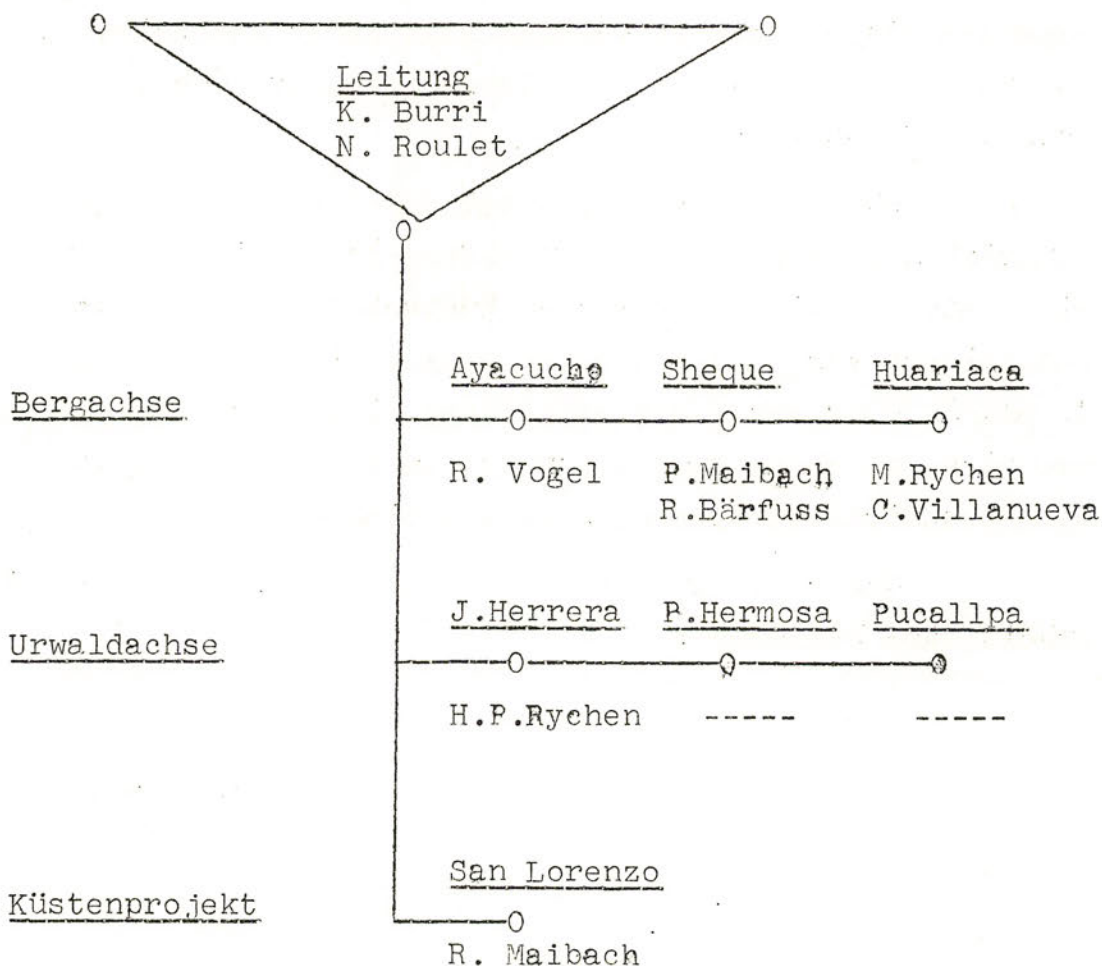 Leitung
K. Burri
N. Roulet
Ayacucho Sheque Huariaca
Bergachse
R. Vogel P.Maibach M.Rychen
R.Bärfuss C.Villanueva
J.Herrera P.Hermosa Pucallpa
Urwaldachse
H.P.Rychen ----- -----
San Lorenzo
Küstenprojekt
R. Maibach